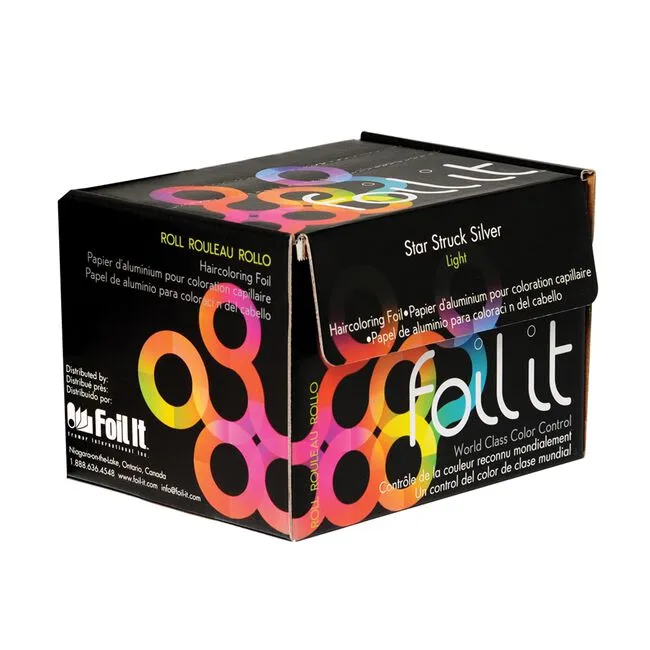 foil it
ROLL ROULEAU ROLLO
Haircoloring Foil
Papier d'aluminium pour coloration capillaire
Papel de aluminio para coloraci n del cabello
Distributed by:
Distribué près:
Distribuido por:
Foil It
framar international inc.
Niagara-on-the-Lake, Ontario, Canada
1.888.636.4548 www.foil-it.com info@foil-it.com
Star Struck Silver
Light
Haircoloring Foil•Papier d'aluminium pour coloration capillaire
•Papel de aluminio para coloraci n del cabello
foil it
World Class Color Control
Contrôle de la couleur reconnu mondialement
Un control del color de clase mundial
ROLL ROULEAU ROLLO